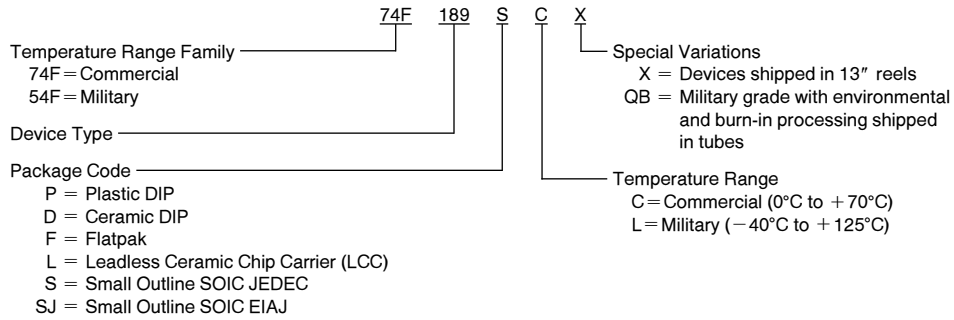 74F 189 S C X
Temperature Range Family
74F=Commercial
54F=Military
Device Type
Package Code
P = Plastic DIP
D = Ceramic DIP
F = Flatpak
L = Leadless Ceramic Chip Carrier (LCC)
S = Small Outline SOIC JEDEC
SJ = Small Outline SOIC EIAJ
Special Variations
X = Devices shipped in 13″ reels
QB = Military grade with environmental
and burn-in processing shipped
in tubes
Temperature Range
C=Commercial (0°C to +70°C)
L=Military (−40°C to +125°C)